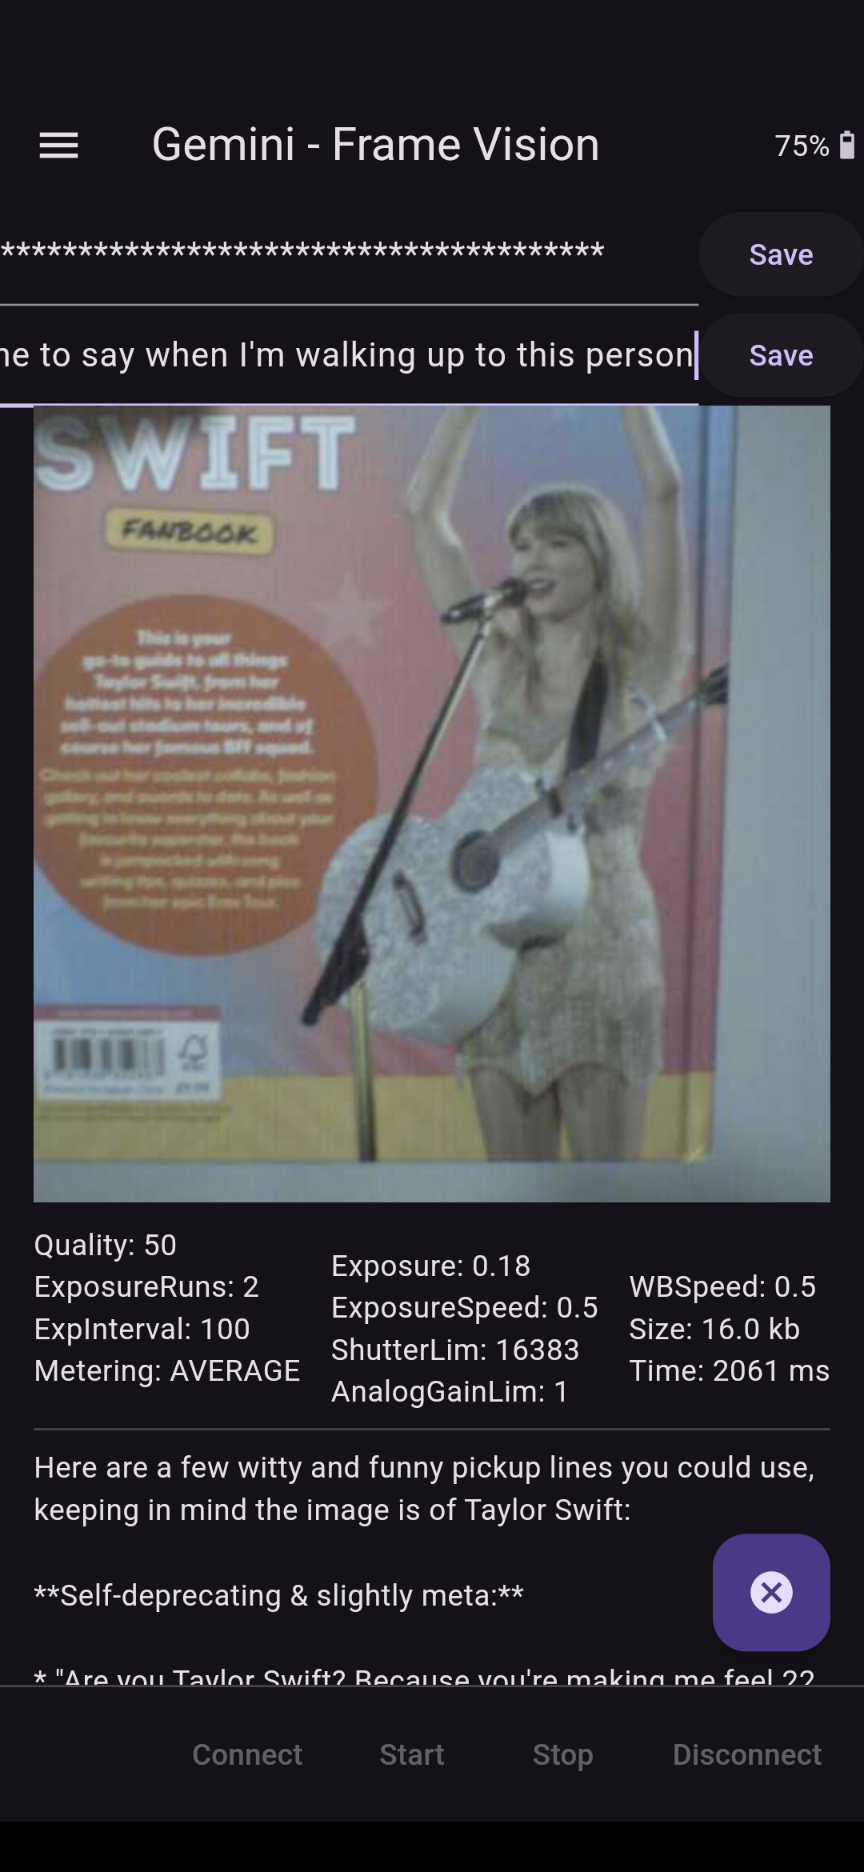 Gemini - Frame Vision
75%
****************************************
Save
ne to say when I'm walking up to this person
Save
SWIFT
FANBOOK
This is your
go-to guide to all things
Taylor Swift, from her
hottest hits to her incredible
sell-out stadium tours, and of
course her famous BFF squad.
Check out her coolest collabs, fashion
gallery, and awards to date. As well as
getting to know everything about your
favourite superstar, the book
is jampacked with song
writing tips, quizzes, and pics
from her epic Eras Tour.
Quality: 50
ExposureRuns: 2
ExpInterval: 100
Metering: AVERAGE
Exposure: 0.18
ExposureSpeed: 0.5
ShutterLim: 16383
AnalogGainLim: 1
WBSpeed: 0.5
Size: 16.0 kb
Time: 2061 ms
Here are a few witty and funny pickup lines you could use,
keeping in mind the image is of Taylor Swift:
**Self-deprecating & slightly meta:**
* "Are you Taylor Swift? Because you're making me feel 22
Connect
Start
Stop
Disconnect